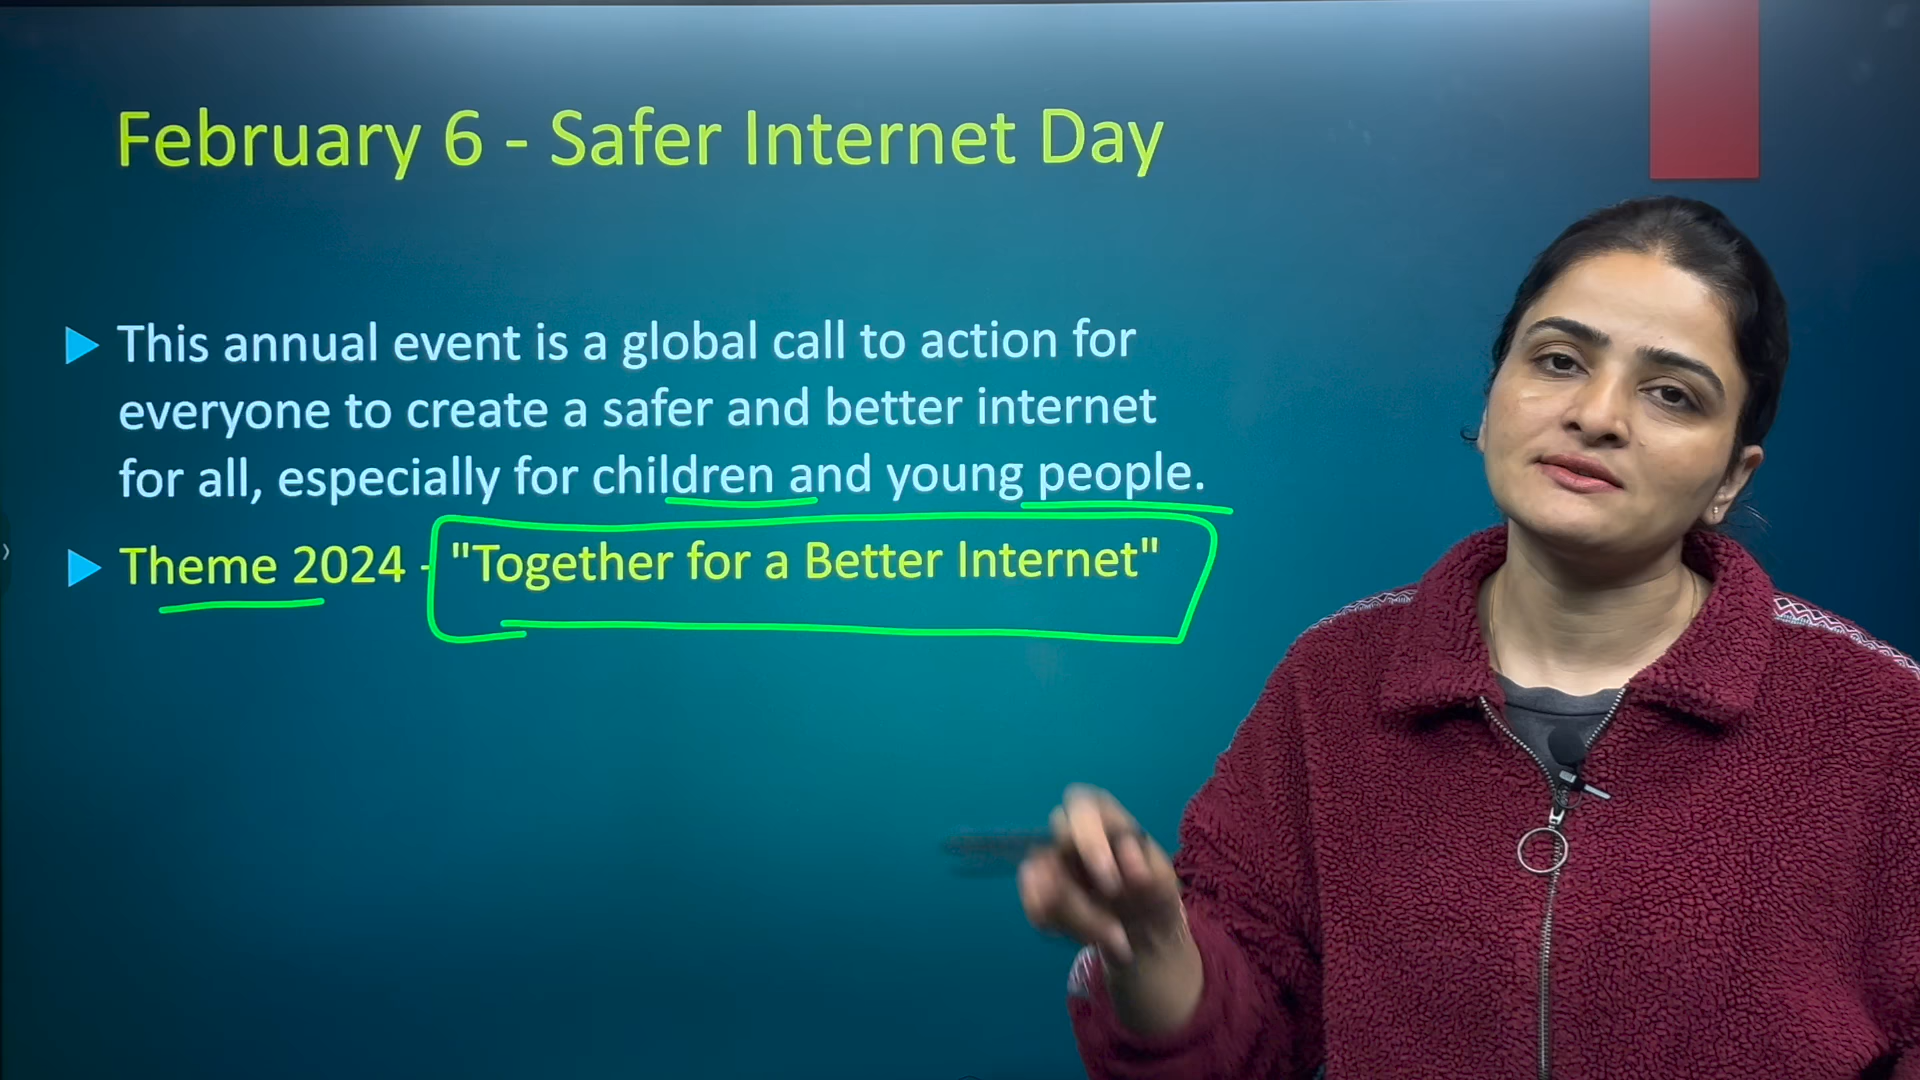 February 6 - Safer Internet Day
This annual event is a global call to action for
everyone to create a safer and better internet
for all, especially for children and young people.
Theme 2024 - "Together for a Better Internet"